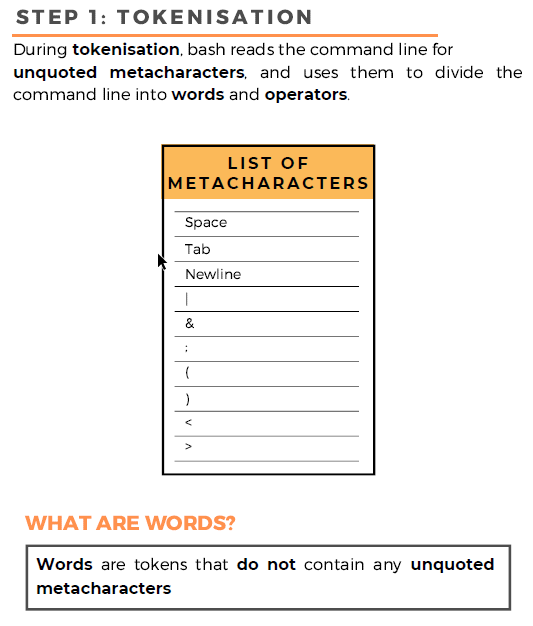 STEP 1: TOKENISATION
During tokenisation, bash reads the command line for
unquoted metacharacters, and uses them to divide the
command line into words and operators.
LIST OF
METACHARACTERS
Space
Tab
Newline
|
&
;
(
)
<
>
WHAT ARE WORDS?
Words are tokens that do not contain any unquoted
metacharacters